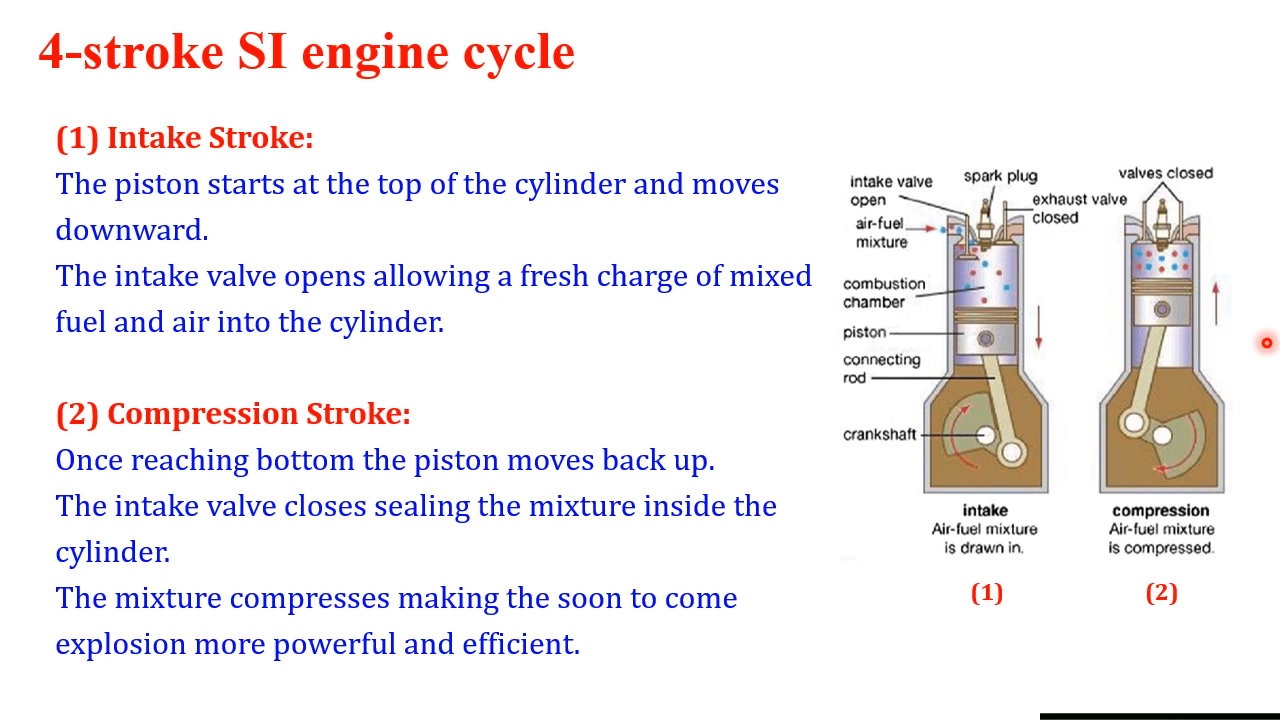 4-stroke SI engine cycle
(1) Intake Stroke:
The piston starts at the top of the cylinder and moves
downward.
The intake valve opens allowing a fresh charge of mixed
fuel and air into the cylinder.
(2) Compression Stroke:
Once reaching bottom the piston moves back up.
The intake valve closes sealing the mixture inside the
cylinder.
The mixture compresses making the soon to come
explosion more powerful and efficient.
intake valve
open
spark plug
exhaust valve
closed
air-fuel
mixture
combustion
chamber
piston
connecting
rod
crankshaft
intake
Air-fuel mixture
is drawn in.
(1)
valves closed
compression
Air-fuel mixture
is compressed.
(2)